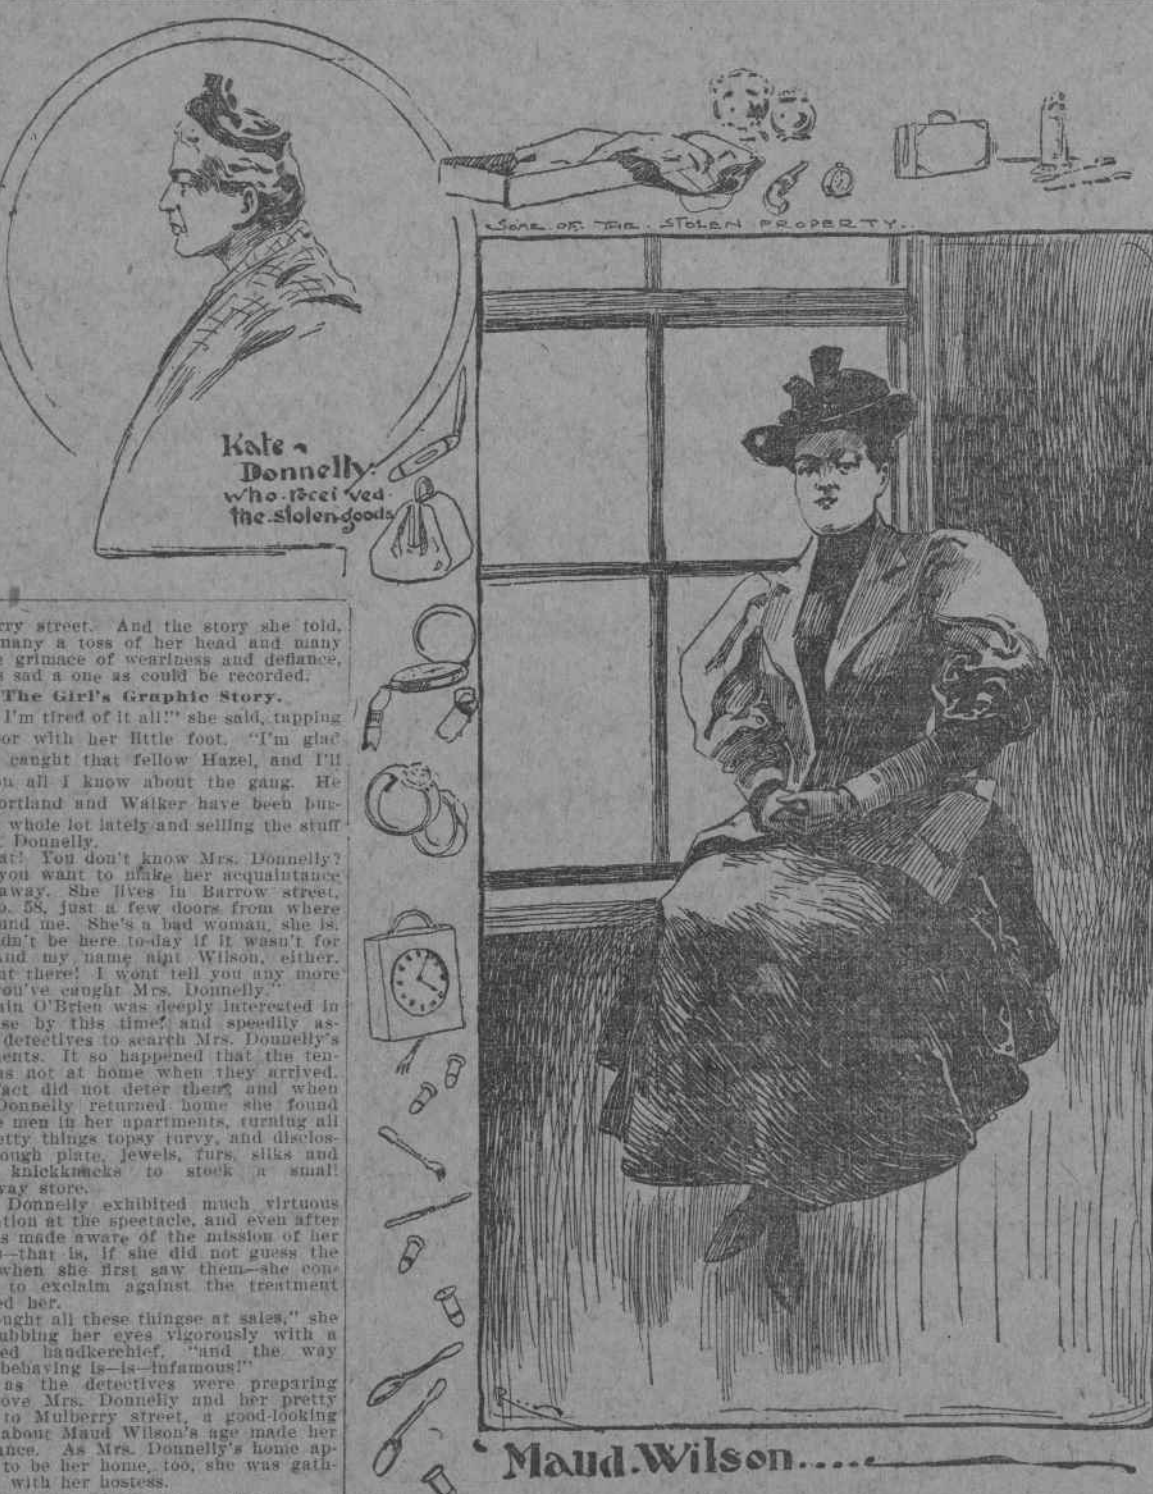 SOME OF THE STOLEN PROPERTY..
Kate
Donnelly.
who received
the stolen goods
rry street. And the story she told,
many a toss of her head and many
e grimace of weariness and defiance,
s sad a one as could be recorded.
The Girl's Graphic Story.
I'm tired of it all!" she said, tapping
or with her little foot. "I'm glad
caught that fellow Hazel, and I'll
ou all I know about the gang. He
ortland and Walker have been bur-
whole lot lately and selling the stuff
Donnelly.
at! You don't know Mrs. Donnelly?
you want to make her acquaintance
away. She lives in Barrow street,
o. 58, just a few doors from where
und me. She's a bad woman, she is.
dn't be here to-day if it wasn't for
And my name aint Wilson, either.
at there! I wont tell you any more
you've caught Mrs. Donnelly."
ain O'Brien was deeply interested in
se by this time, and speedily as-
detectives to search Mrs. Donnelly's
ments. It so happened that the ten-
as not at home when they arrived.
fact did not deter them, and when
Donnelly returned home she found
e men in her apartments, turning all
etty things topsy turvy, and disclos-
ough plate, jewels, furs, silks and
knickknacks to stock a small
way store.
Donnelly exhibited much virtuous
ation at the spectacle, and even after
s made aware of the mission of her
—that is, if she did not guess the
when she first saw them—she con-
to exclaim against the treatment
ed her.
ught all these thingse at sales," she
ubbing her eyes vigorously with a
ed handkerchief, "and the way
behaving is—is—infamous!"
as the detectives were preparing
ove Mrs. Donnelly and her pretty
to Mulberry street, a good-looking
about Maud Wilson's age made her
ance. As Mrs. Donnelly's home ap-
to be her home, too, she was gath-
with her hostess.
Maud.Wilson.....